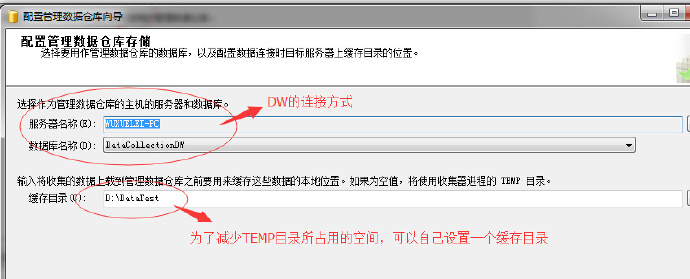 配置管理数据仓库向导
配置管理数据仓库存储
选择要用作管理数据仓库的数据库，以及配置数据连接时目标服务器上缓存目录的位置。
选择作为管理数据仓库的主机的服务器和数据库。
DW的连接方式
服务器名称(E): WUXUELEI-PC
数据库名称(D): DataCollectionDW
输入将收集的数据上载到管理数据仓库之前要用来缓存这些数据的本地位置。如果为空值，将使用收集器进程的 TEMP 目录。
缓存目录(C): D:\DataTest
为了减少TEMP目录所占用的空间，可以自己设置一个缓存目录